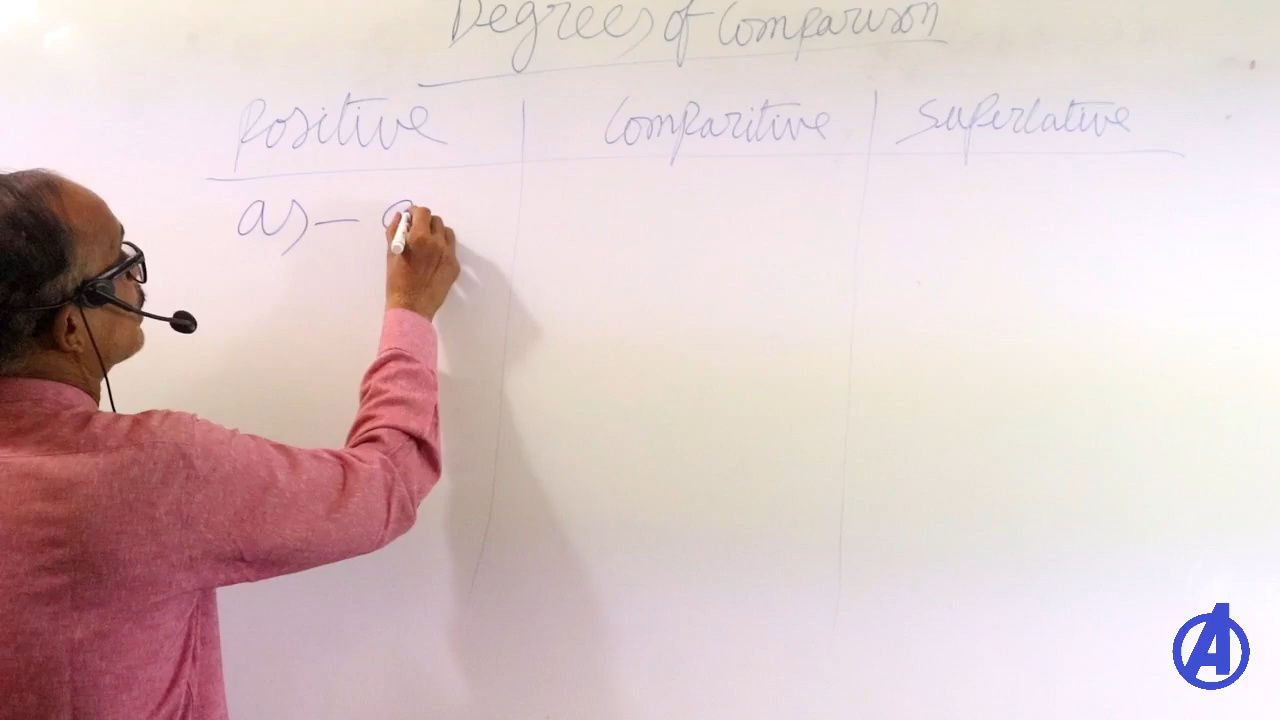 Degrees of Comparison
Positive Comparitive Superlative
as –